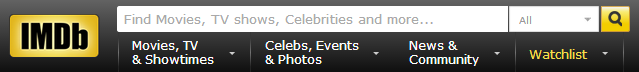 IMDb
Find Movies, TV shows, Celebrities and more...
All
Movies, TV
& Showtimes
Celebs, Events
& Photos
News &
Community
Watchlist